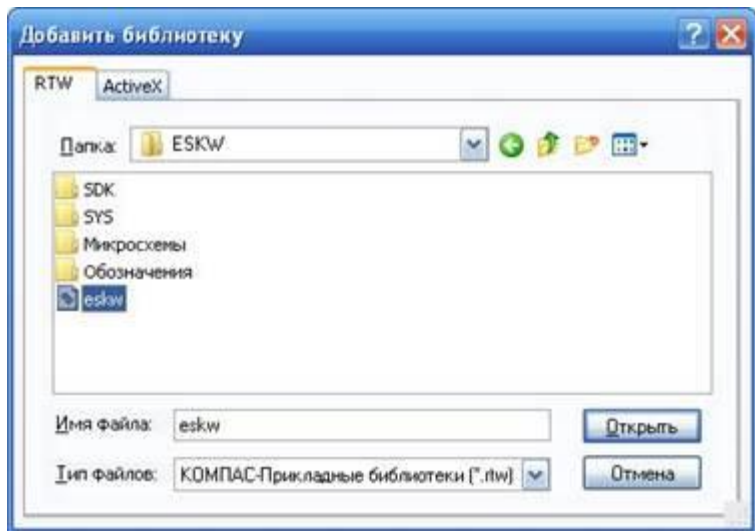 Добавить библиотеку
RTW ActiveX
Папка: ESKW
SDK
SYS
Микросхемы
Обозначения
eskw
Имя файла: eskw Открыть
Тип файлов: КОМПАС-Прикладные библиотеки (*.rtw) Отмена